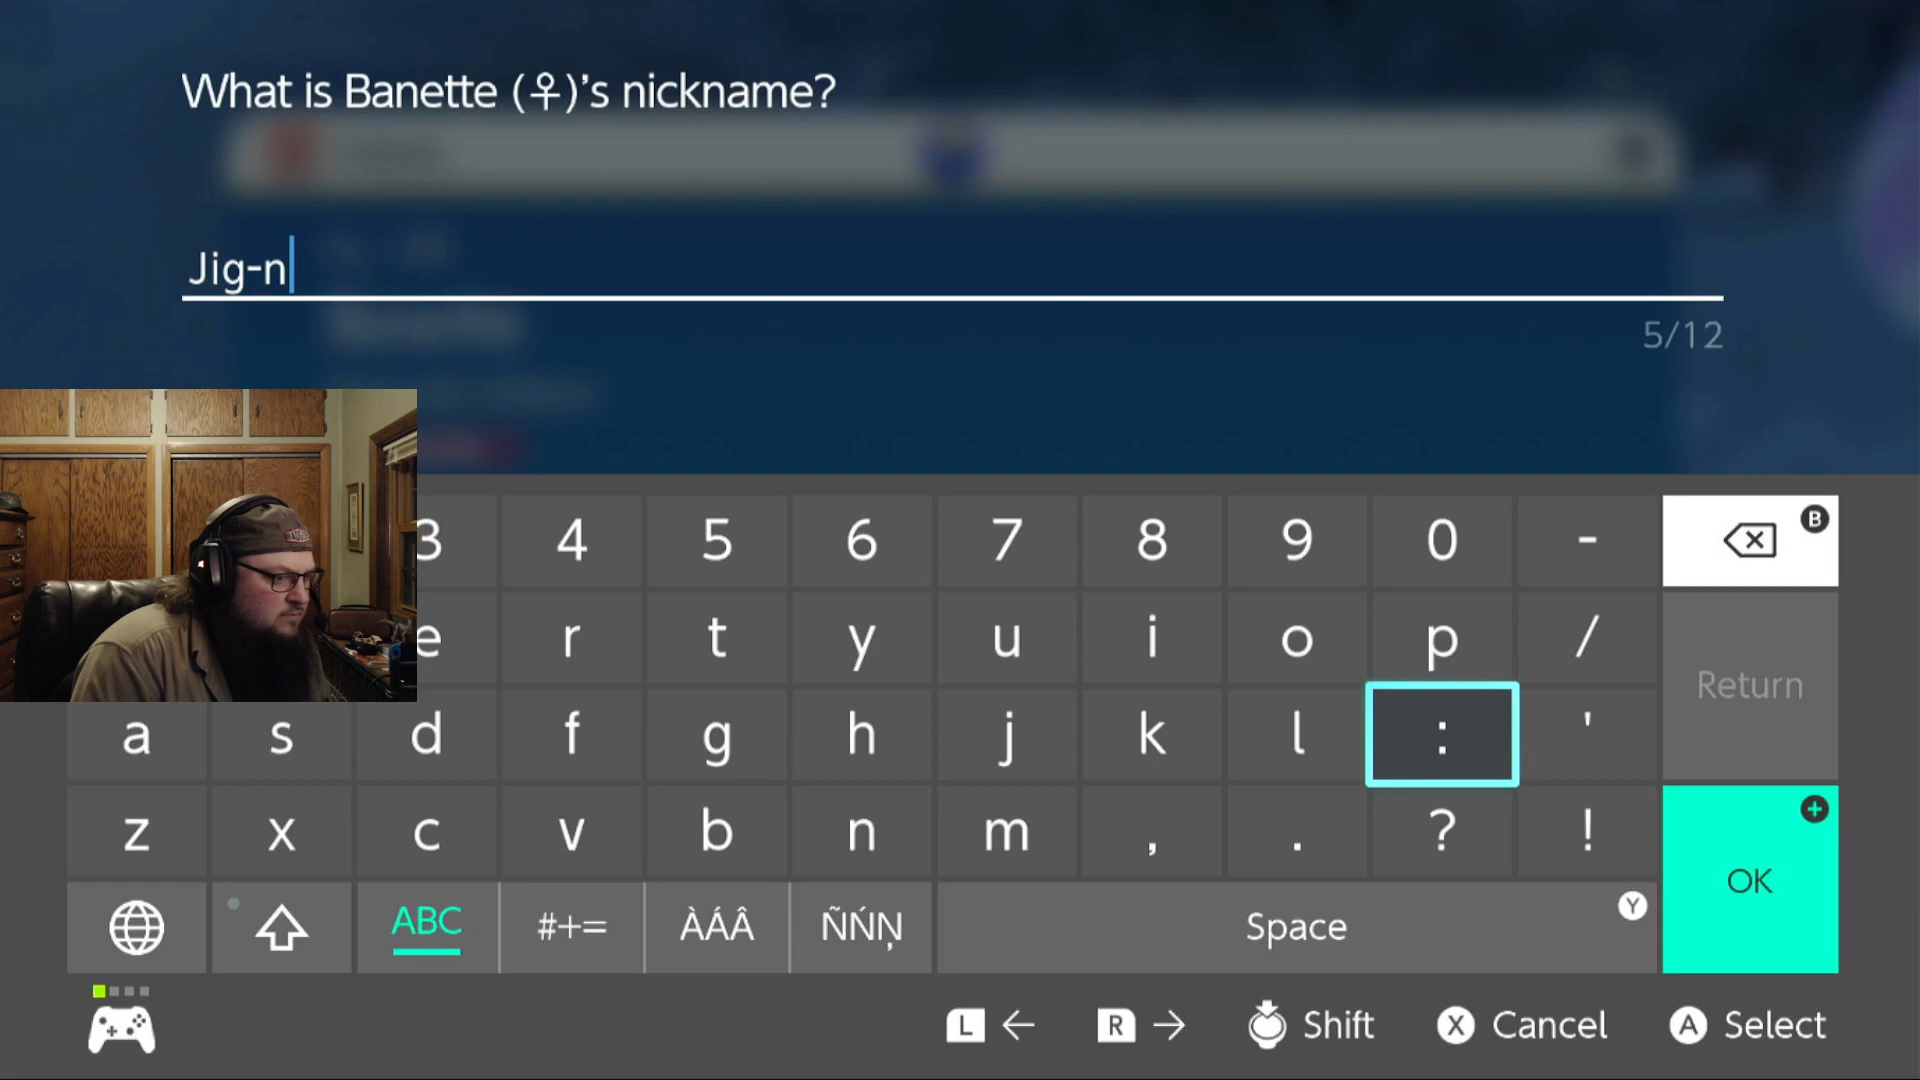 What is Banette (♀)'s nickname?
Jig-n
5/12
3 4 5 6 7 8 9 0 -
e r t y u i o p /
Return
a s d f g h j k l : '
z x c v b n m , . ? !
OK
ABC #+= ÀÁÂ ÑŃŅ Space Y
B
+
L ← R → Shift X Cancel A Select